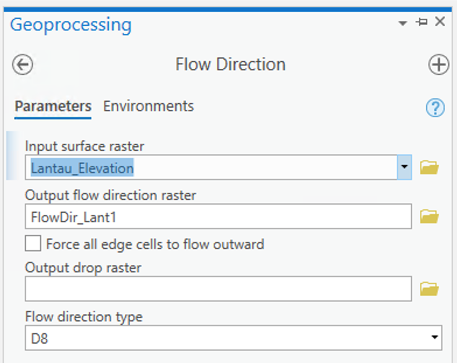 Geoprocessing
Flow Direction
Parameters Environments
Input surface raster
Lantau_Elevation
Output flow direction raster
FlowDir_Lant1
Force all edge cells to flow outward
Output drop raster
Flow direction type
D8